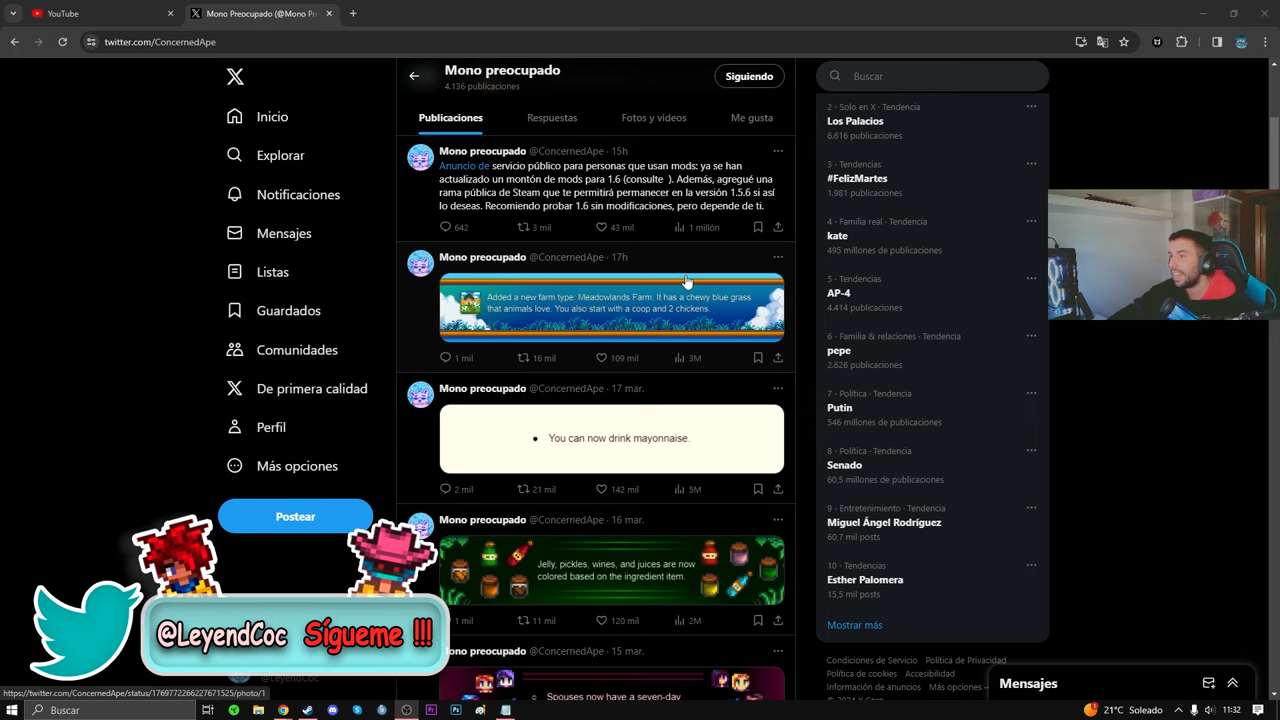 YouTube
Mono Preocupado (@Mono Pr
twitter.com/ConcernedApe
Inicio
Explorar
Notificaciones
Mensajes
Listas
Guardados
Comunidades
De primera calidad
Perfil
Más opciones
Postear
@LeyendCoc Sígueme !!!
@LeyendCoc
Mono preocupado
4.136 publicaciones
Siguiendo
Publicaciones Respuestas Fotos y videos Me gusta
Mono preocupado @ConcernedApe · 15h
Anuncio de servicio público para personas que usan mods: ya se han
actualizado un montón de mods para 1.6 (consulte ). Además, agregué una
rama pública de Steam que te permitirá permanecer en la versión 1.5.6 si así
lo deseas. Recomiendo probar 1.6 sin modificaciones, pero depende de ti.
642 3 mil 43 mil 1 millón
Mono preocupado @ConcernedApe · 17h
Added a new farm type: Meadowlands Farm. It has a chewy blue grass
that animals love. You also start with a coop and 2 chickens.
1 mil 16 mil 109 mil 3M
Mono preocupado @ConcernedApe · 17 mar.
• You can now drink mayonnaise.
2 mil 21 mil 142 mil 5M
Mono preocupado @ConcernedApe · 16 mar.
Jelly, pickles, wines, and juices are now
colored based on the ingredient item.
1 mil 11 mil 120 mil 2M
Mono preocupado @ConcernedApe · 15 mar.
Spouses now have a seven-day
Buscar
2 · Solo en X · Tendencia
Los Palacios
6.616 publicaciones
3 · Tendencias
#FelizMartes
1.981 publicaciones
4 · Familia real · Tendencia
kate
495 millones de publicaciones
5 · Tendencias
AP-4
4.414 publicaciones
6 · Familia & relaciones · Tendencia
pepe
2.626 publicaciones
7 · Política · Tendencia
Putin
546 millones de publicaciones
8 · Política · Tendencia
Senado
60,5 millones de publicaciones
9 · Entretenimiento · Tendencia
Miguel Ángel Rodríguez
60,7 mil posts
10 · Tendencias
Esther Palomera
15,5 mil posts
Mostrar más
Condiciones de Servicio Política de Privacidad
Política de cookies Accesibilidad
Información de anuncios Más opciones
© 2024 X Corp.
Mensajes
https://twitter.com/ConcernedApe/status/1769772266227671525/photo/1
Buscar
1
21°C Soleado
11:32